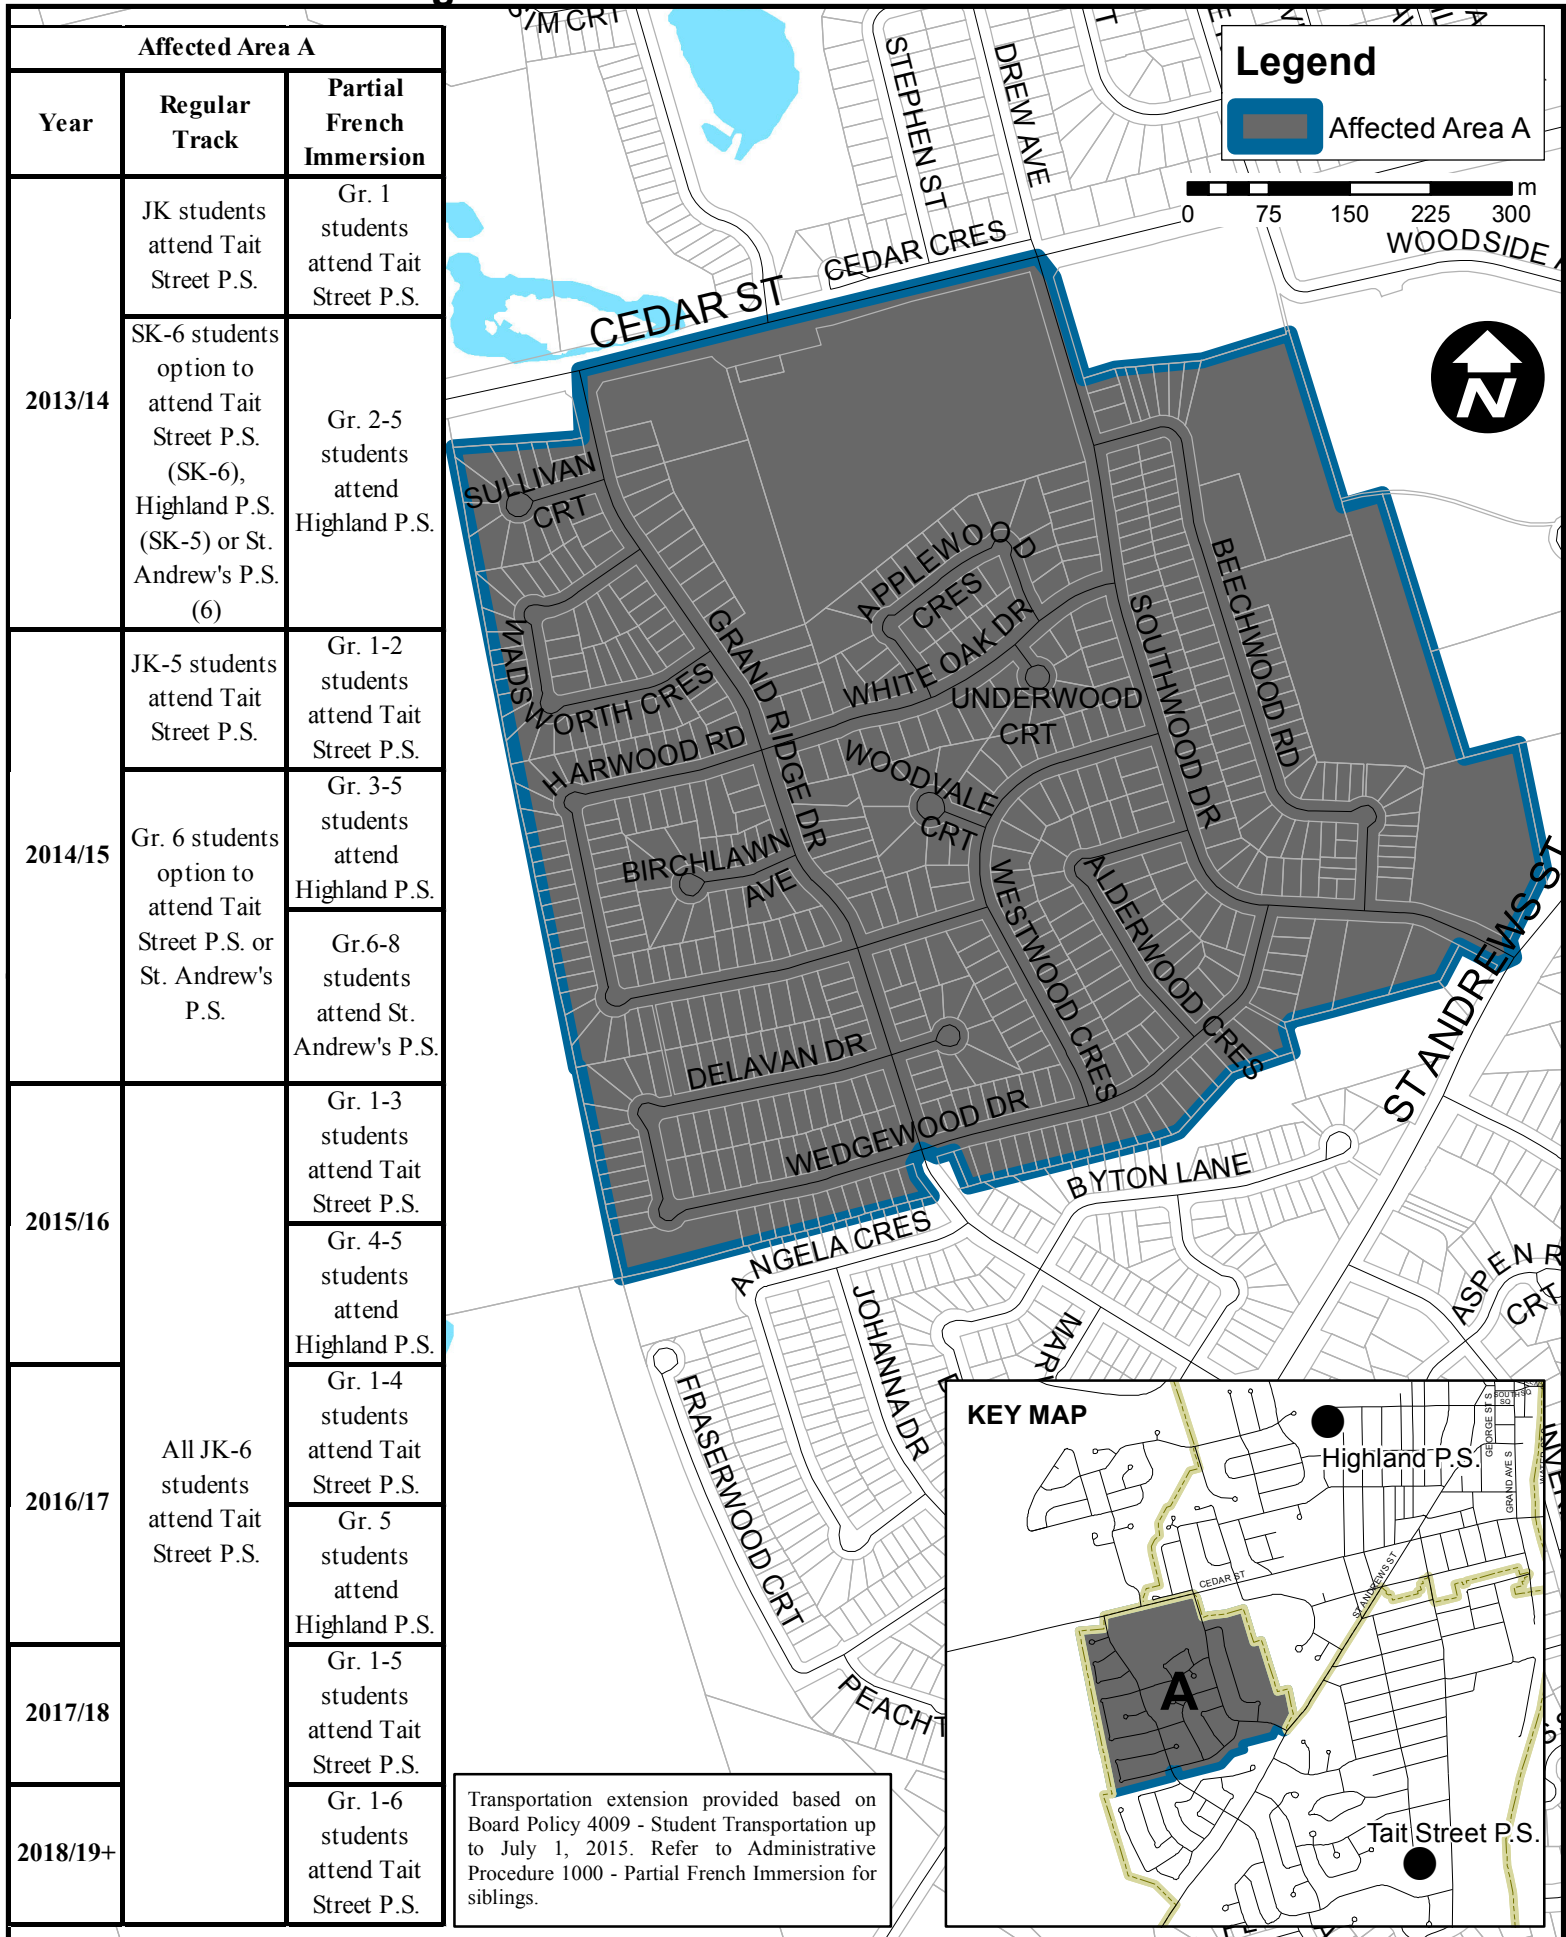 Affected Area A
Year
Regular
Track
Partial
French
Immersion
2013/14
JK students
attend Tait
Street P.S.
Gr. 1
students
attend Tait
Street P.S.
SK-6 students
option to
attend Tait
Street P.S.
(SK-6),
Highland P.S.
(SK-5) or St.
Andrew's P.S.
(6)
Gr. 2-5
students
attend
Highland P.S.
2014/15
JK-5 students
attend Tait
Street P.S.
Gr. 1-2
students
attend Tait
Street P.S.
Gr. 6 students
option to
attend Tait
Street P.S. or
St. Andrew's
P.S.
Gr. 3-5
students
attend
Highland P.S.
Gr.6-8
students
attend St.
Andrew's P.S.
2015/16
All JK-6
students
attend Tait
Street P.S.
Gr. 1-3
students
attend Tait
Street P.S.
Gr. 4-5
students
attend
Highland P.S.
2016/17
Gr. 1-4
students
attend Tait
Street P.S.
Gr. 5
students
attend
Highland P.S.
2017/18
Gr. 1-5
students
attend Tait
Street P.S.
2018/19+
Gr. 1-6
students
attend Tait
Street P.S.
Legend
Affected Area A
m
0 75 150 225 300
N
CRT
STEPHEN ST
DREW AVE
CEDAR CRES
WOODSIDE
CEDAR ST
SULLIVAN
CRT
APPLEWOOD
CRES
BEECHWOOD RD
WADSWORTH CRES
GRAND RIDGE DR
WHITE OAK DR
SOUTHWOOD DR
UNDERWOOD
CRT
HARWOOD RD
WOODVALE
CRT
BIRCHLAWN
AVE
WESTWOOD CRES
ALDERWOOD CRES
ST ANDREWS ST
DELAVAN DR
WEDGEWOOD DR
BYTON LANE
ANGELA CRES
JOHANNA DR
ASPEN R
CRT
MARY
FRASERWOOD CRT
PEACHT
KEY MAP
Highland P.S.
GEORGE ST S
SOUTH
SQ
GRAND AVE S
CEDAR ST
ST ANDREWS ST
A
Tait Street P.S.
Transportation extension provided based on
Board Policy 4009 - Student Transportation up
to July 1, 2015. Refer to Administrative
Procedure 1000 - Partial French Immersion for
siblings.